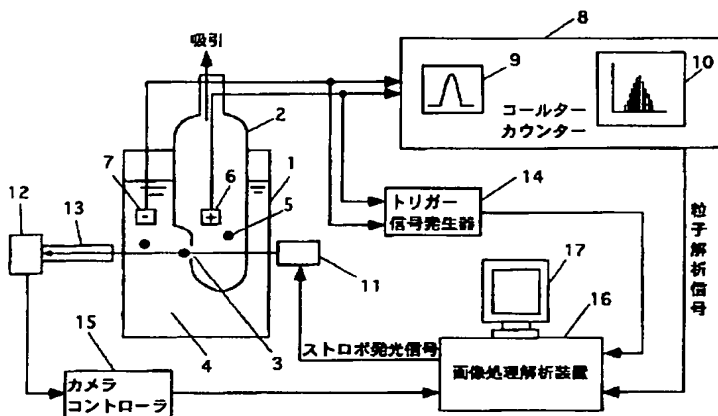 吸引
8
9
10
コールター
カウンター
2
7
6
1
5
12
13
トリガー
信号発生器
14
粒子解析信号
17
11
16
4
3
ストロボ発光信号
15
カメラ
コントローラ
画像処理解析装置
-
+